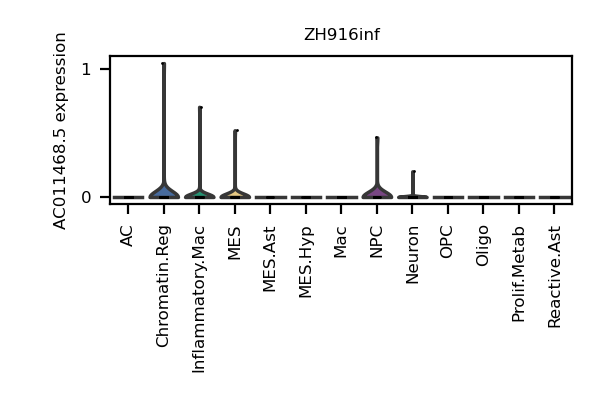 ZH916inf
AC011468.5 expression
1
0
AC
Chromatin.Reg
Inflammatory.Mac
MES
MES.Ast
MES.Hyp
Mac
NPC
Neuron
OPC
Oligo
Prolif.Metab
Reactive.Ast